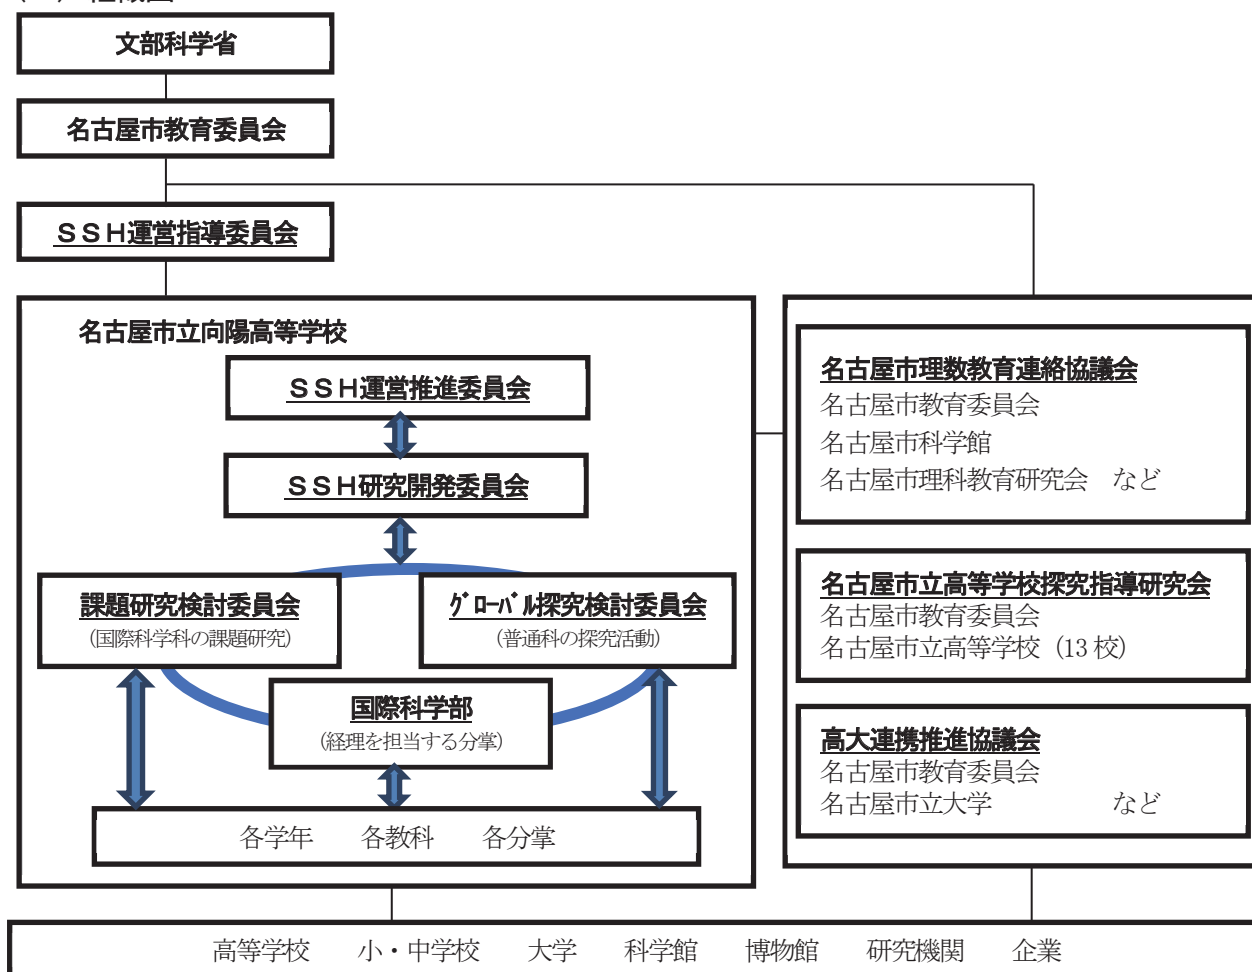 文部科学省
名古屋市教育委員会
ＳＳＨ運営指導委員会
名古屋市立向陽高等学校
ＳＳＨ運営推進委員会
ＳＳＨ研究開発委員会
課題研究検討委員会
(国際科学科の課題研究)
ｸﾞﾛｰﾊﾞﾙ探究検討委員会
(普通科の探究活動)
国際科学部
(経理を担当する分掌)
各学年　　各教科　　各分掌
名古屋市理数教育連絡協議会
名古屋市教育委員会
名古屋市科学館
名古屋市理科教育研究会　など
名古屋市立高等学校探究指導研究会
名古屋市教育委員会
名古屋市立高等学校（13 校）
高大連携推進協議会
名古屋市教育委員会
名古屋市立大学　　　　　など
高等学校　　小・中学校　　大学　　科学館　　博物館　　研究機関　　企業